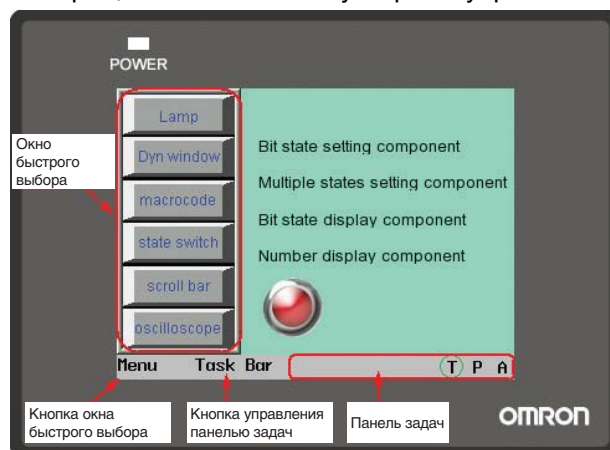 POWER
Lamp
Dyn window
macrocode
state switch
scroll bar
oscilloscope
Bit state setting component
Multiple states setting component
Bit state display component
Number display component
Окно
быстрого
выбора
Menu Task Bar T P A
Кнопка окна
быстрого выбора
Кнопка управления
панелью задач
Панель задач
OMRON